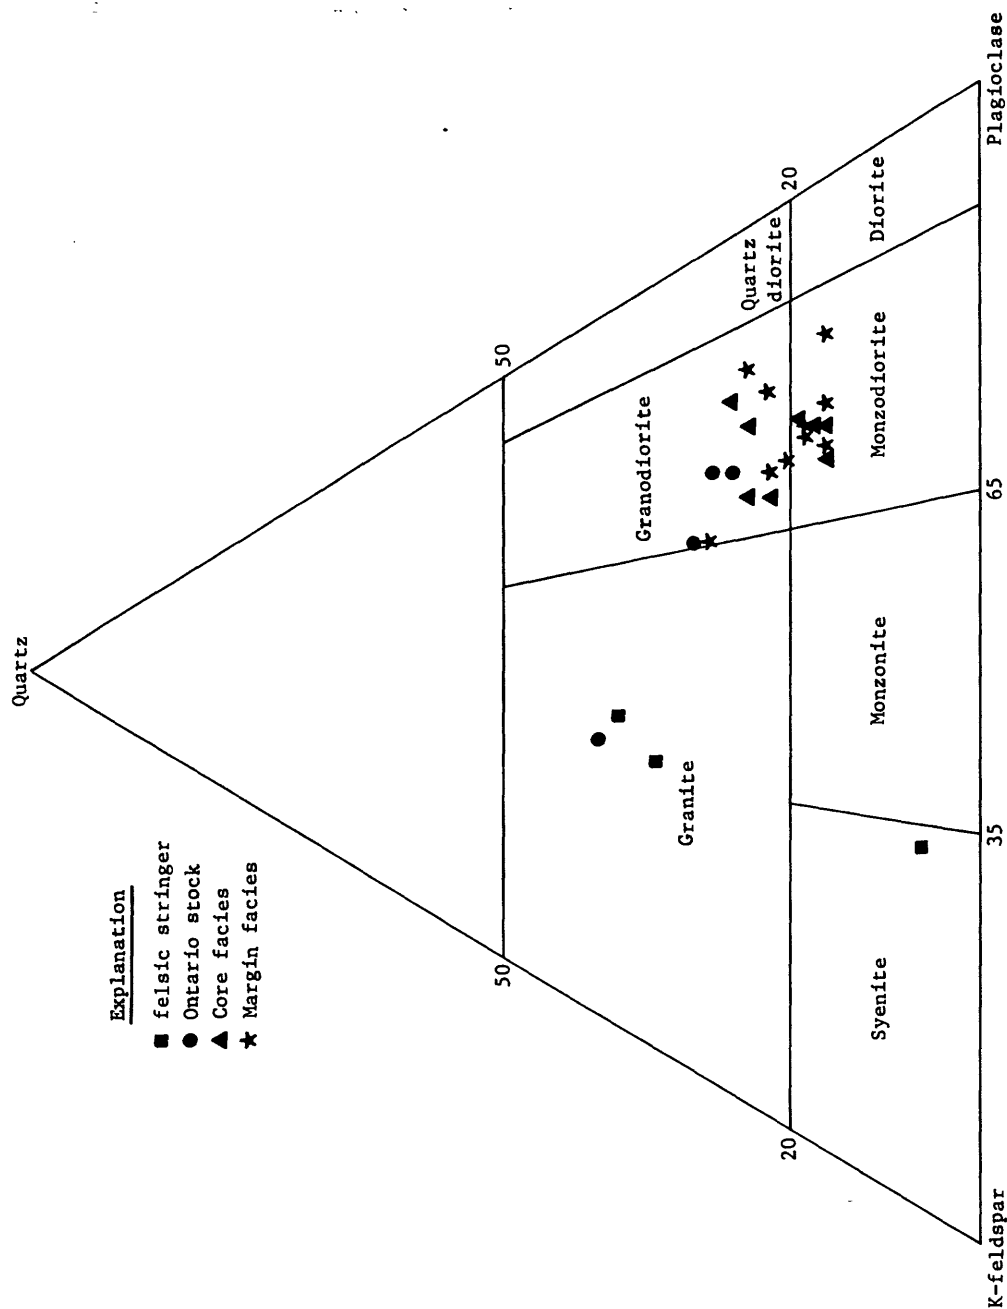 Quartz
Explanation
felsic stringer
Ontario stock
Core facies
Margin facies
50
50
Granodiorite
Quartz
diorite
Granite
20
20
Syenite
Monzonite
Monzodiorite
Diorite
K-feldspar
35
65
Plagioclase